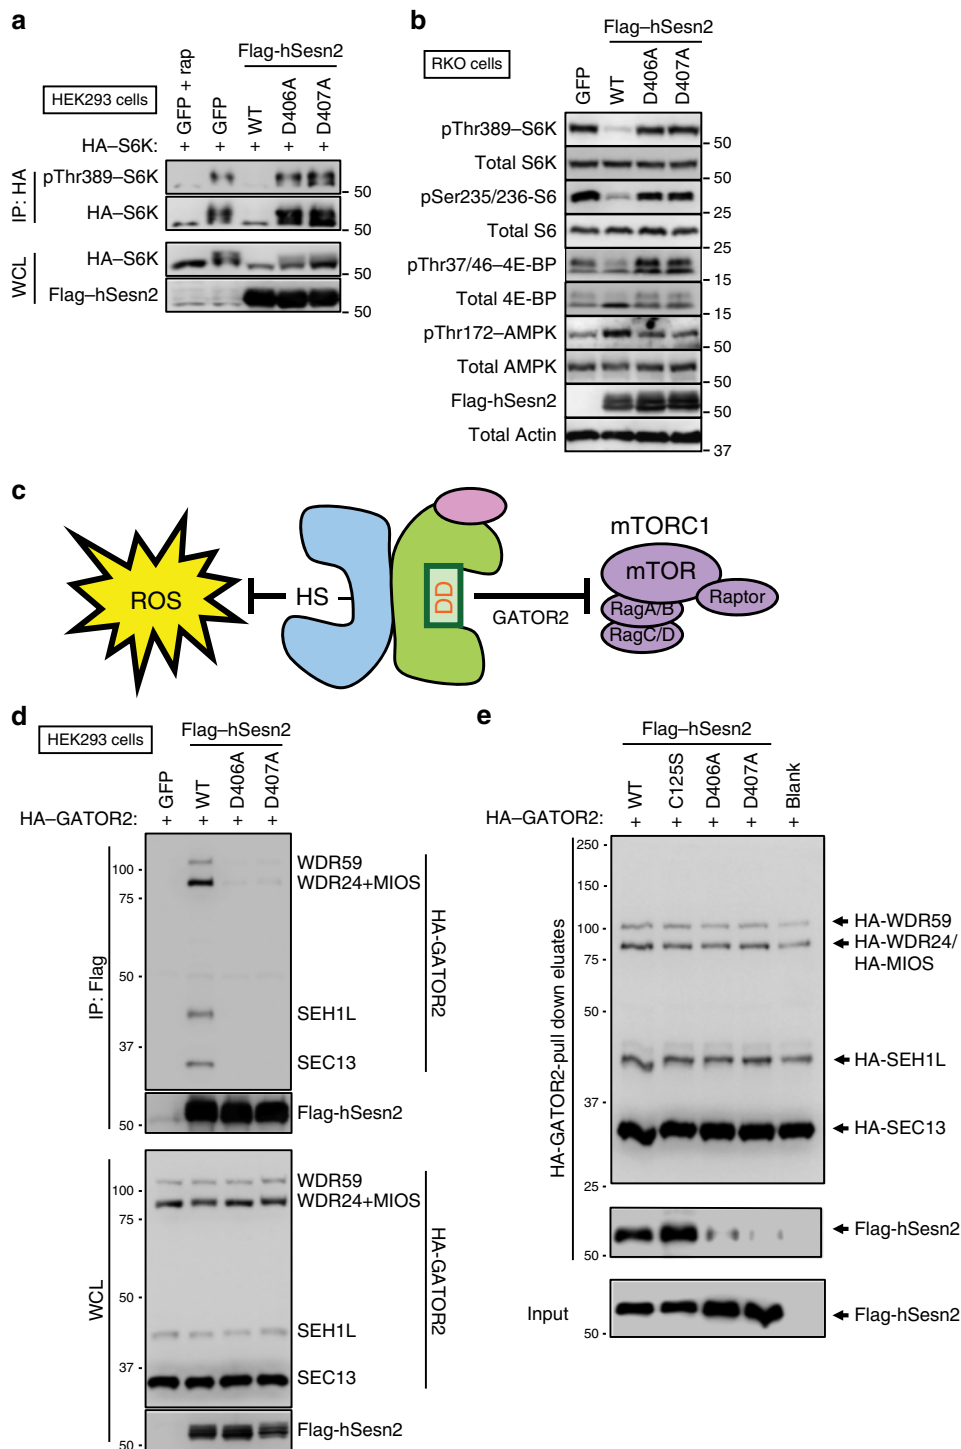 a
HEK293 cells
Flag-hSesn2
GFP + rap
GFP
WT
D406A
D407A
HA–S6K: + + + + +
IP: HA
pThr389–S6K
50
HA–S6K
50
WCL
HA–S6K
50
Flag–hSesn2
50
b
RKO cells
Flag–hSesn2
GFP
WT
D406A
D407A
pThr389–S6K
50
Total S6K
50
pSer235/236-S6
25
Total S6
25
pThr37/46–4E-BP
15
Total 4E-BP
15
pThr172–AMPK
50
Total AMPK
50
Flag-hSesn2
50
Total Actin
37
c
ROS
HS
DD
GATOR2
mTORC1
mTOR
Raptor
RagA/B
RagC/D
d
HEK293 cells
Flag–hSesn2
GFP
WT
D406A
D407A
HA–GATOR2: + + + +
IP: Flag
100
75
50
37
WDR59
WDR24+MIOS
SEH1L
SEC13
HA-GATOR2
50
Flag-hSesn2
WCL
100
75
50
37
WDR59
WDR24+MIOS
SEH1L
SEC13
HA-GATOR2
50
Flag-hSesn2
e
Flag–hSesn2
WT
C125S
D406A
D407A
Blank
HA–GATOR2: + + + + +
HA-GATOR2-pull down eluates
250
150
100
75
50
37
25
HA-WDR59
HA-WDR24/
HA-MIOS
HA-SEH1L
HA-SEC13
50
Flag-hSesn2
Input
50
Flag-hSesn2